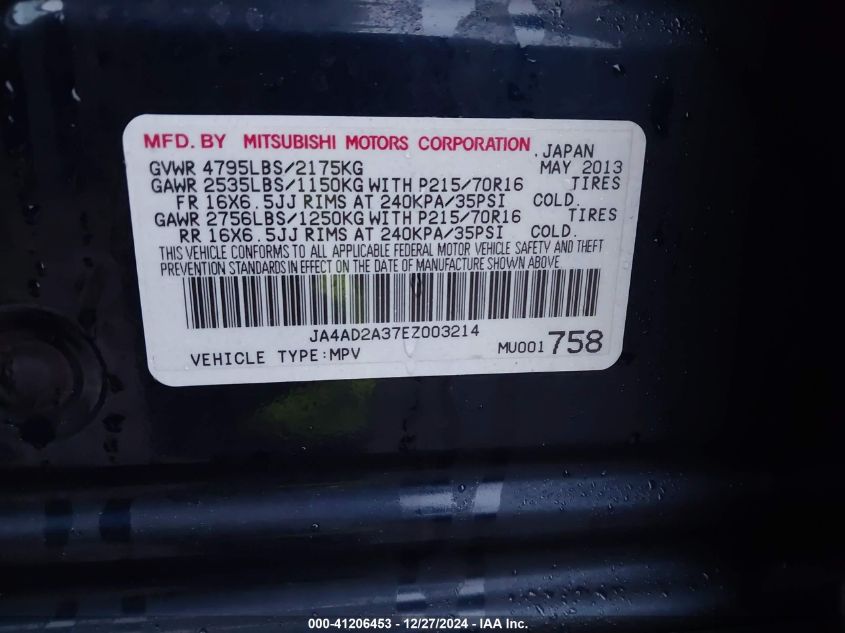 MFD. BY MITSUBISHI MOTORS CORPORATION , JAPAN
GVWR 4795LBS/2175KG MAY 2013
GAWR 2535LBS/1150KG WITH P215/70R16 TIRES
FR 16X6.5JJ RIMS AT 240KPA/35PSI COLD.
GAWR 2756LBS/1250KG WITH P215/70R16 TIRES
RR 16X6.5JJ RIMS AT 240KPA/35PSI COLD.
THIS VEHICLE CONFORMS TO ALL APPLICABLE FEDERAL MOTOR VEHICLE SAFETY AND THEFT
PREVENTION STANDARDS IN EFFECT ON THE DATE OF MANUFACTURE SHOWN ABOVE.
JA4AD2A37EZ003214
VEHICLE TYPE:MPV MU001758
000-41206453 - 12/27/2024 - IAA Inc.